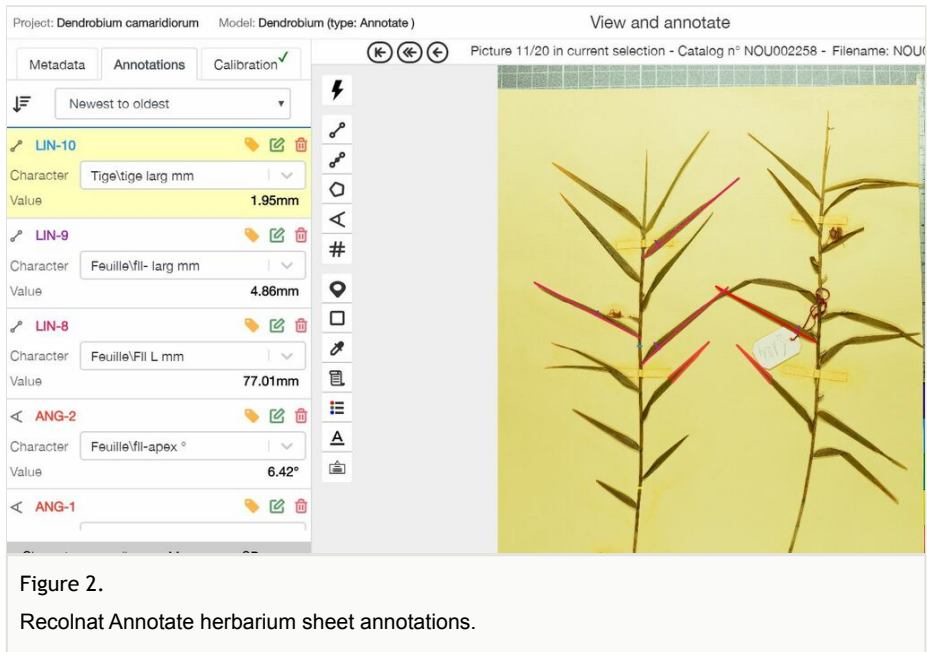 Project: Dendrobium camaridiorum Model: Dendrobium (type: Annotate )
View and annotate
Metadata Annotations Calibration
Picture 11/20 in current selection - Catalog n° NOU002258 - Filename: NOU
Newest to oldest
LIN-10
Character Tige\tige larg mm
Value 1.95mm
LIN-9
Character Feuille\fll- larg mm
Value 4.86mm
LIN-8
Character Feuille\Fll L mm
Value 77.01mm
ANG-2
Character Feuille\fll-apex °
Value 6.42°
ANG-1
Figure 2.
Recolnat Annotate herbarium sheet annotations.